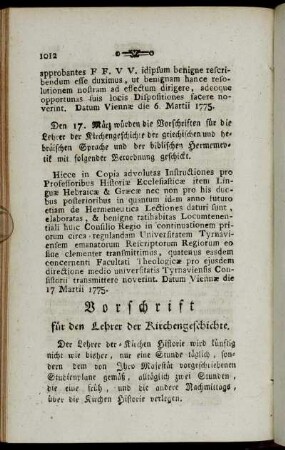 1012
approbantes F F. V V. idipſum benigne reſcri-
bendum eſſe duximus, ut benignam hance reſo-
lutionem noſtram ad effectum dirigere, adeoque
opportunas ſuis locis Diſpoſitiones facere no-
verint. Datum Viennæ die 6. Martii 1775.
Den 17. März wurden die Vorſchriften für die
Lehrer der Kirchengeſchichte der griechiſchen und he-
bräiſchen Sprache und der bibliſchen Hermenev-
tik mit folgender Verordnung geſchickt.
Hicce in Copia advolutas Inſtructiones pro
Profeſſoribus Hiſtoriæ Eccleſiaſticæ item Lin-
guæ Hebraicæ & Græcæ nec non pro his due-
bus poſterioribus in quantum idem anno futuro
etiam de Hermeneutica Lectiones daturi ſunt,
elaboratas, & benigne ratihabitas Locumtenen-
tiali huic Conſilio Regio in continuationem pri-
orum circa regulandam Univerſitatem Tyrnavi-
enſem emanatorum Reſcriptorum Regiorum eo
fine clementer transmittimus, quatenus easdem
concernenti Facultati Theologicæ pro ejusdem
directione medio univerſitatis Tyrnavienſis Con-
ſiſtorii transmittere noverint. Datum Viennæ die
17 Martii 1775.
Vorſchrift
für den Lehrer der Kirchengeſchichte.
Der Lehrer der Kirchen Hiſtorie wird künftig
nicht wie bisher, nur eine Stunde täglich, ſon-
dern dem von Ihro Majeſtät vorgeſchriebenen
Studienplane gemäß, alltäglich zwei Stunden,
die eine früh, und die andere Nachmittags,
über die Kirchen Hiſtorie vorleſen.